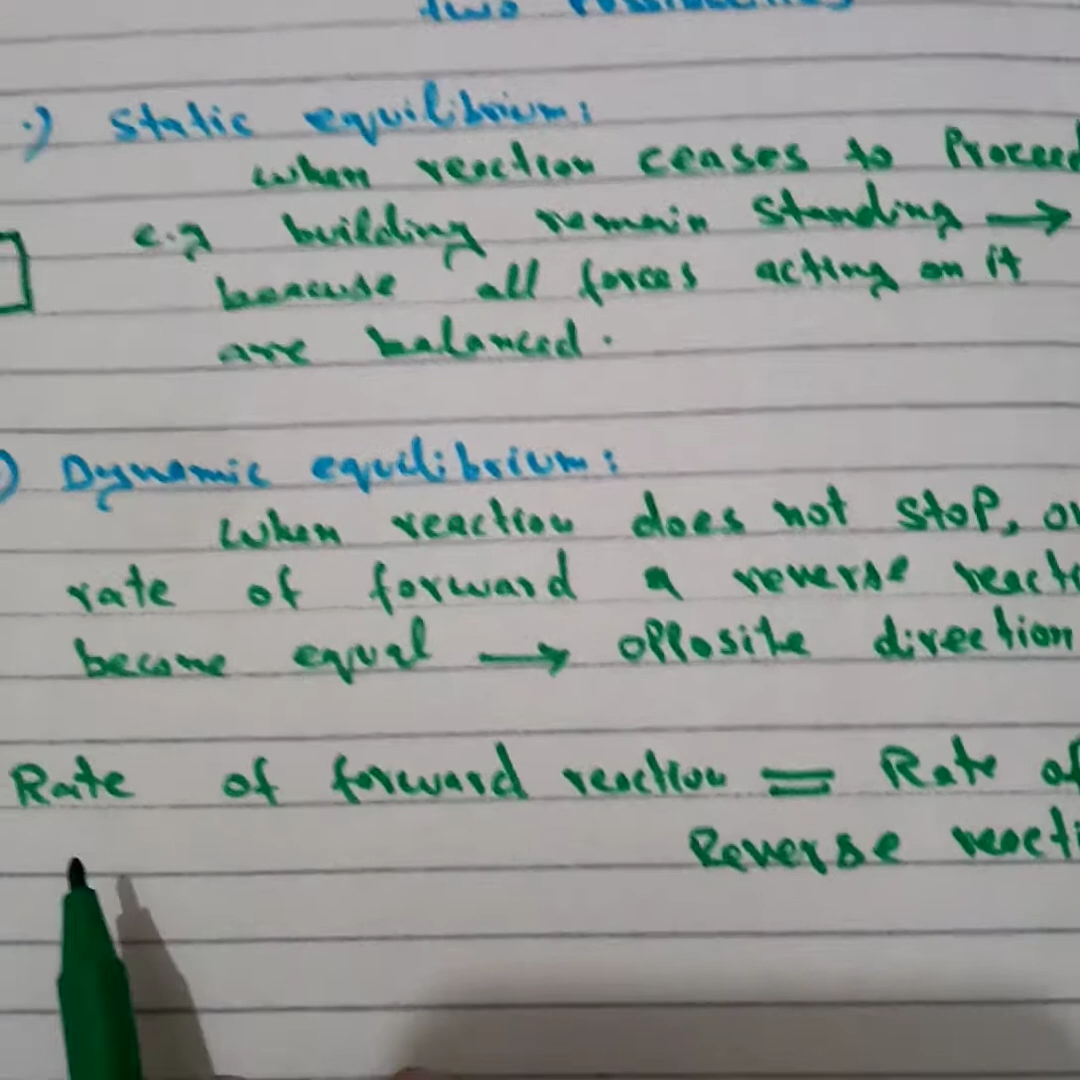 two
·) Static equilibrium:
when reaction ceases to Proceed
e.g building remain standing →
beacuse all forces acting on it
are balanced.
) Dynamic equilibrium:
when reaction does not stop,
rate of forward a reverse
become equal → opposite direction
Rate of forward reaction = Rate of
Reverse